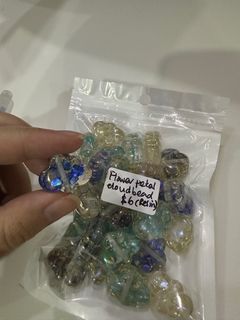 Flower petal
cloud bead
$6 (Resin)